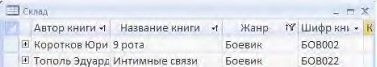 Склад
Автор книги Название книги Жанр Шифр кни К
Коротков Юри 9 рота Боевик БОВ002
Тополь Эдуард Интимные связи Боевик БОВ022